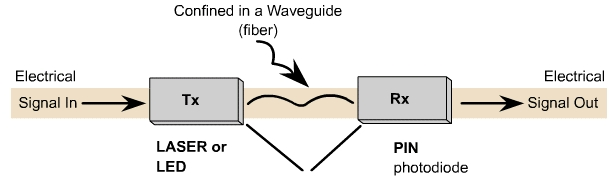 Confined in a Waveguide
(fiber)
Electrical
Signal In
Tx
Rx
Electrical
Signal Out
LASER or
LED
PIN
photodiode